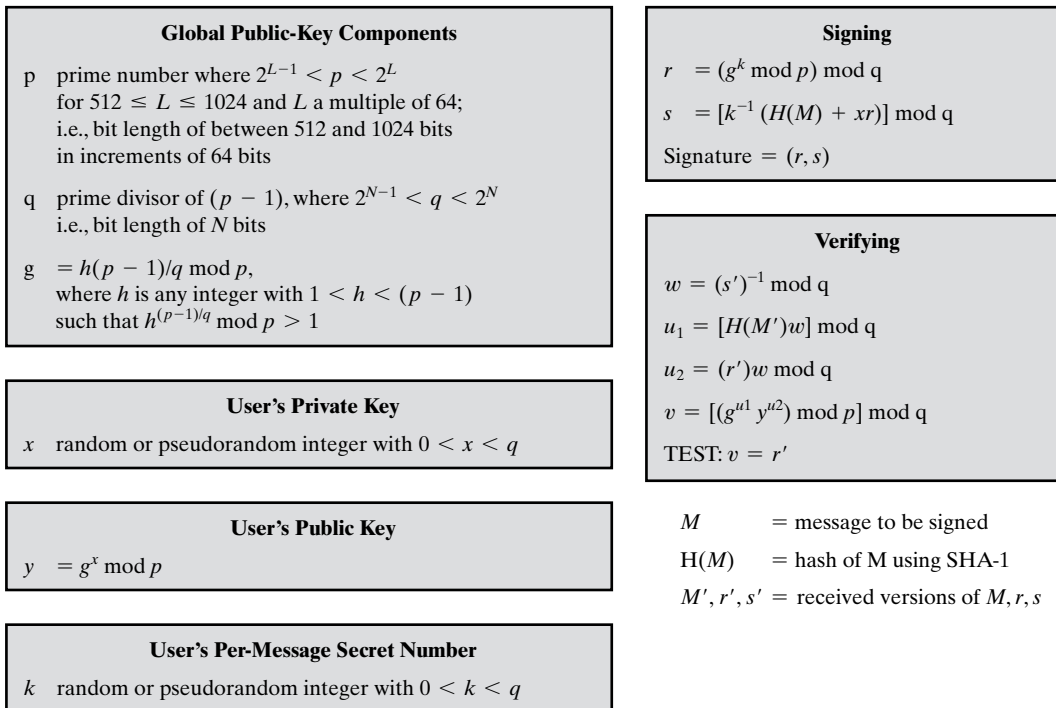 Global Public-Key Components
p prime number where 2^{L−1} < p < 2^L
for 512 ≤ L ≤ 1024 and L a multiple of 64;
i.e., bit length of between 512 and 1024 bits
in increments of 64 bits
q prime divisor of (p − 1), where 2^{N−1} < q < 2^N
i.e., bit length of N bits
g = h(p − 1)/q mod p,
where h is any integer with 1 < h < (p − 1)
such that h^{(p−1)/q} mod p > 1
User's Private Key
x random or pseudorandom integer with 0 < x < q
User's Public Key
y = g^x mod p
User's Per-Message Secret Number
k random or pseudorandom integer with 0 < k < q
Signing
r = (g^k mod p) mod q
s = [k^{−1} (H(M) + xr)] mod q
Signature = (r, s)
Verifying
w = (s′)^{−1} mod q
u_1 = [H(M′)w] mod q
u_2 = (r′)w mod q
v = [(g^{u1} y^{u2}) mod p] mod q
TEST: v = r′
M = message to be signed
H(M) = hash of M using SHA-1
M′, r′, s′ = received versions of M, r, s